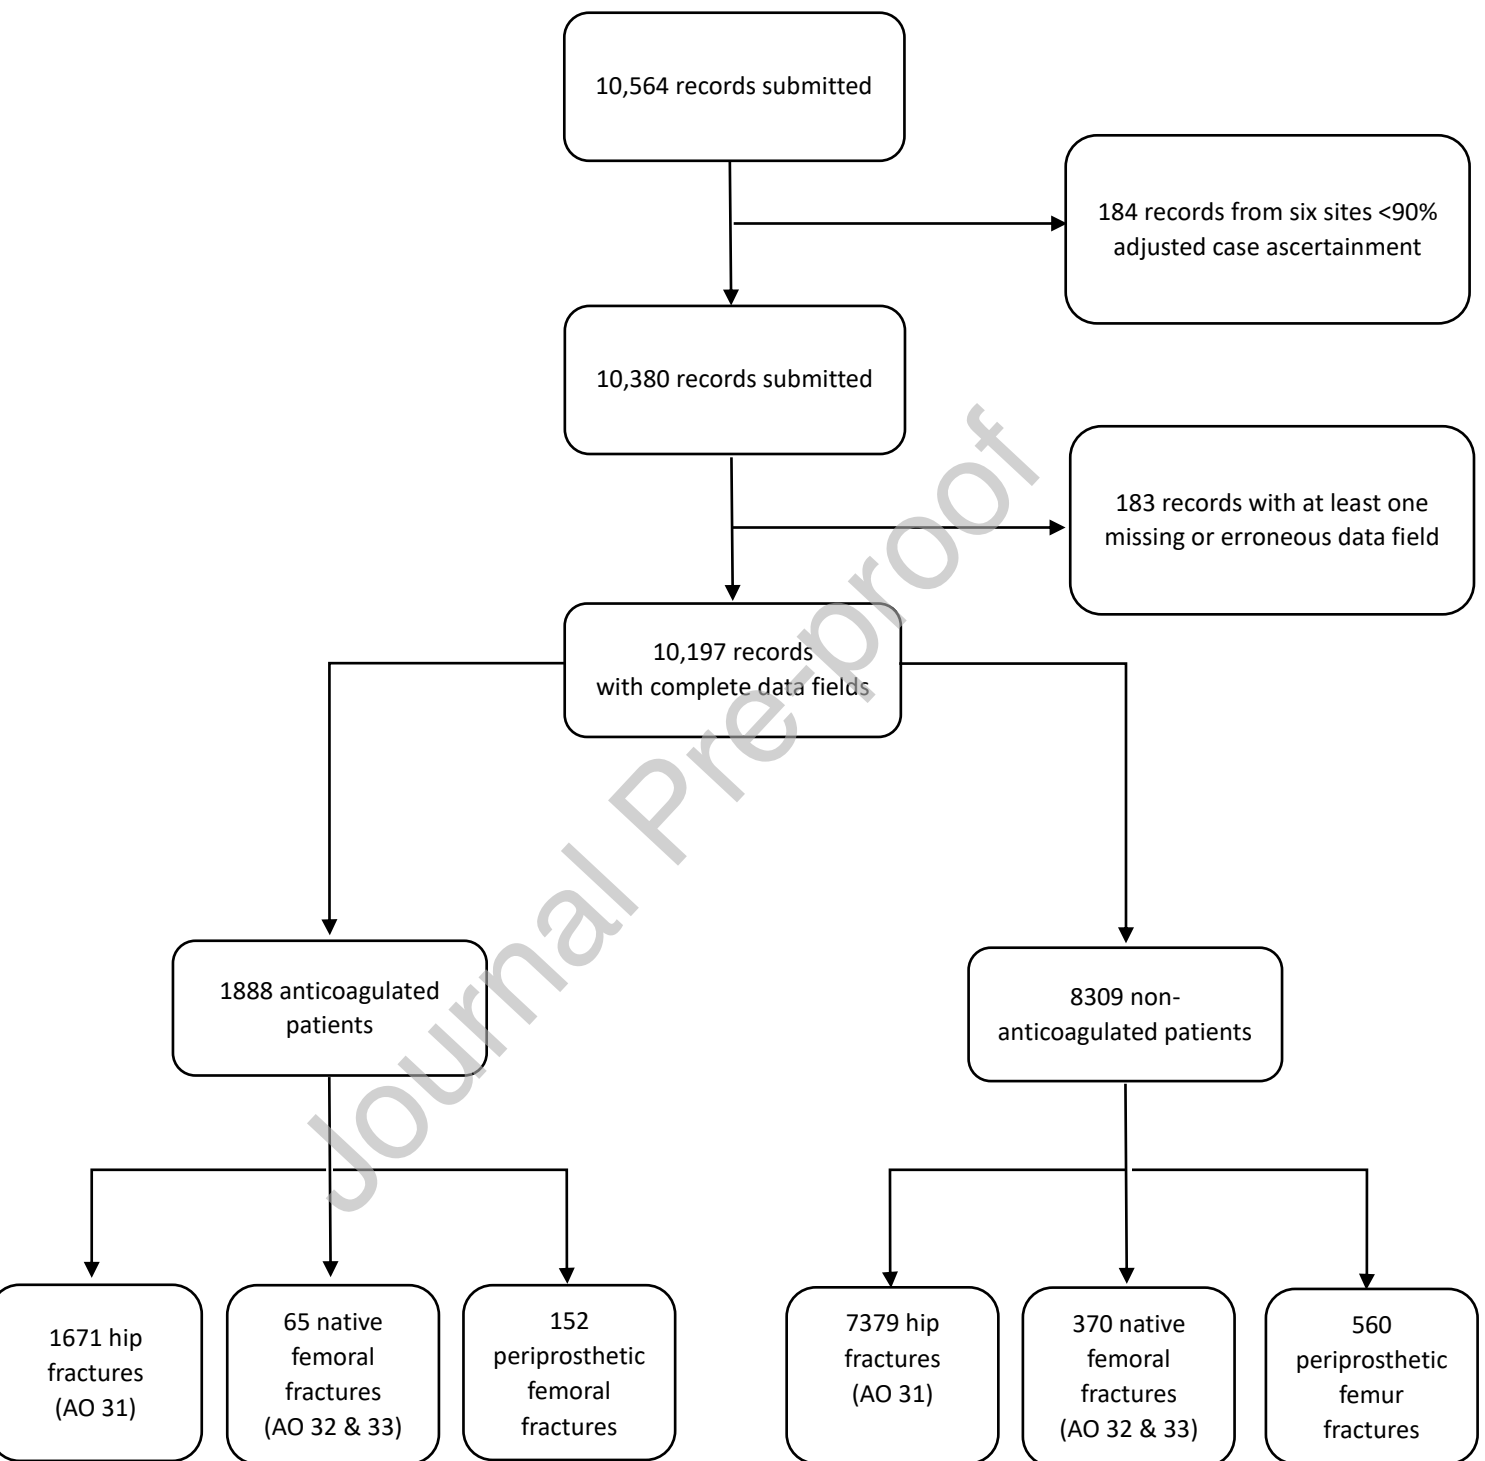 10,564 records submitted
184 records from six sites <90%
adjusted case ascertainment
10,380 records submitted
183 records with at least one
missing or erroneous data field
10,197 records
with complete data fields
Journal Pre-proof
1888 anticoagulated
patients
8309 non-
anticoagulated patients
1671 hip
fractures
(AO 31)
65 native
femoral
fractures
(AO 32 & 33)
152
periprosthetic
femoral
fractures
7379 hip
fractures
(AO 31)
370 native
femoral
fractures
(AO 32 & 33)
560
periprosthetic
femur
fractures